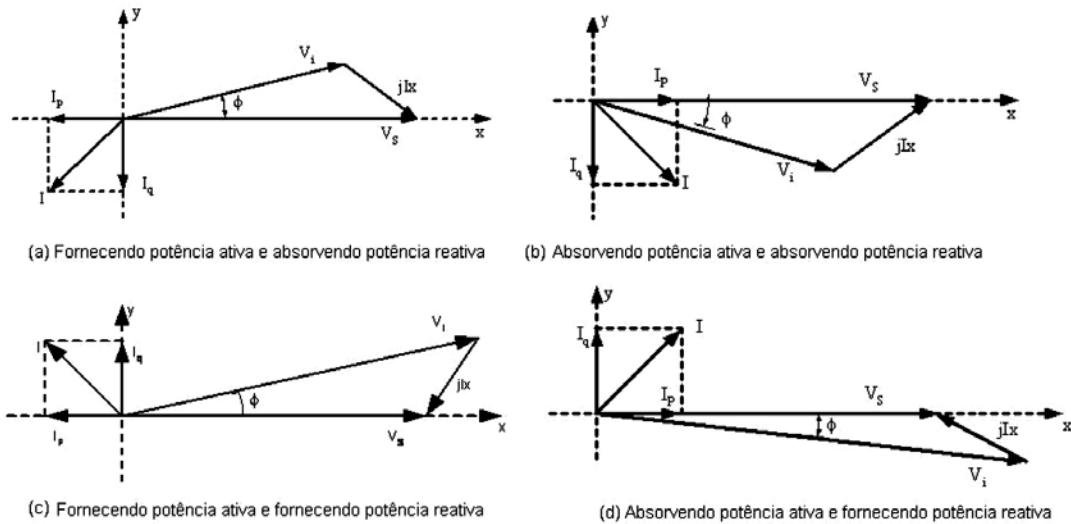 y
V_i
jIx
I_P
ϕ
V_S
x
I
I_q
(a) Fornecendo potência ativa e absorvendo potência reativa
y
I_P
V_S
x
ϕ
jIx
I_q
V_i
I
(b) Absorvendo potência ativa e absorvendo potência reativa
y
V_i
I
I_q
jIx
ϕ
I_P
V_S
x
(c) Fornecendo potência ativa e fornecendo potência reativa
y
I
I_q
V_S
I_P
x
ϕ
jIx
V_i
(d) Absorvendo potência ativa e fornecendo potência reativa